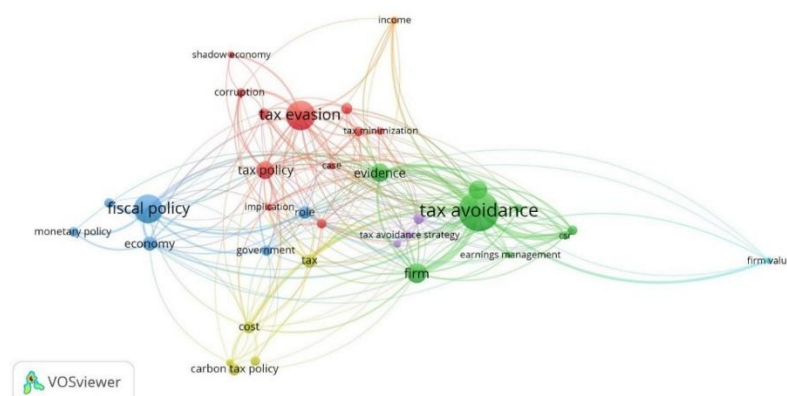 income
shadow economy
corruption
tax evasion
tax minimization
tax policy
case
evidence
fiscal policy
implication
role
tax avoidance
monetary policy
economy
government
tax avoidance strategy
csr
tax
earnings management
firm
firm valu
cost
carbon tax policy
VOSviewer